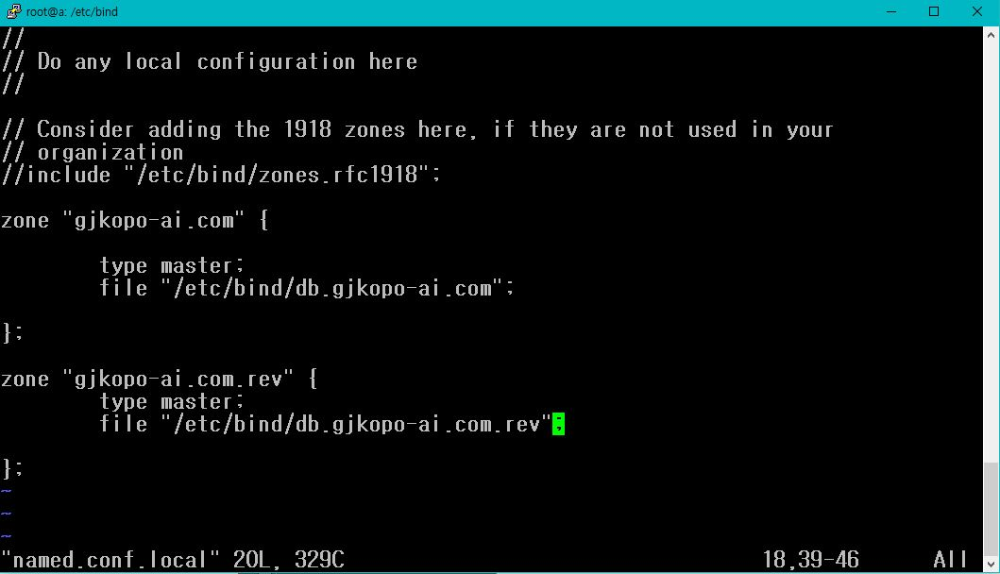 root@a: /etc/bind
//
// Do any local configuration here
//
// Consider adding the 1918 zones here, if they are not used in your
// organization
//include "/etc/bind/zones.rfc1918";
zone "gjkopo-ai.com" {
type master;
file "/etc/bind/db.gjkopo-ai.com";
};
zone "gjkopo-ai.com.rev" {
type master;
file "/etc/bind/db.gjkopo-ai.com.rev";
};
~
~
~
"named.conf.local" 20L, 329C 18,39-46 All